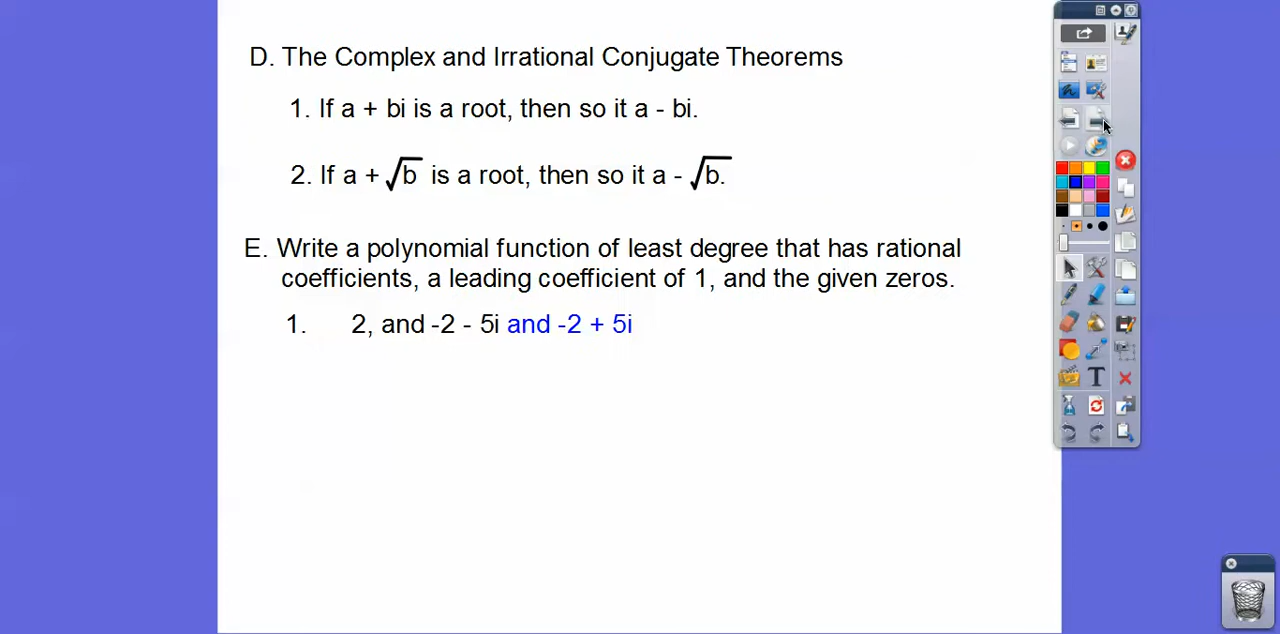 D. The Complex and Irrational Conjugate Theorems
1. If a + bi is a root, then so it a - bi.
2. If a + √b is a root, then so it a - √b.
E. Write a polynomial function of least degree that has rational
coefficients, a leading coefficient of 1, and the given zeros.
1. 2, and -2 - 5i and -2 + 5i
T